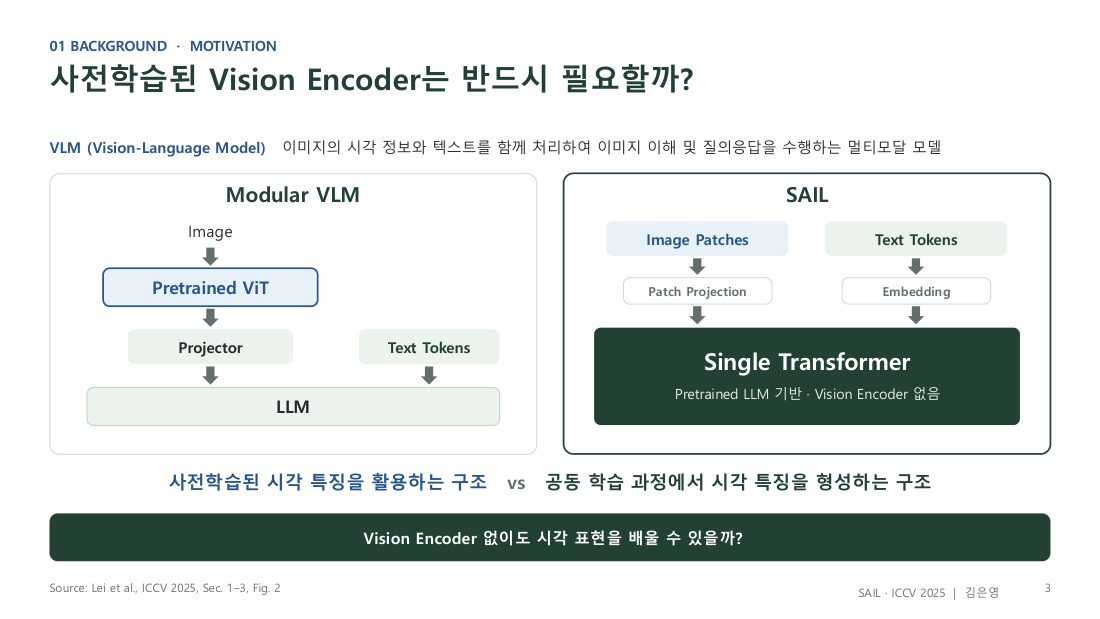 01 BACKGROUND · MOTIVATION
사전학습된 Vision Encoder는 반드시 필요할까?
VLM (Vision-Language Model) 이미지의 시각 정보와 텍스트를 함께 처리하여 이미지 이해 및 질의응답을 수행하는 멀티모달 모델
Modular VLM
Image
Pretrained ViT
Projector
Text Tokens
LLM
SAIL
Image Patches
Text Tokens
Patch Projection
Embedding
Single Transformer
Pretrained LLM 기반 · Vision Encoder 없음
사전학습된 시각 특징을 활용하는 구조 vs 공동 학습 과정에서 시각 특징을 형성하는 구조
Vision Encoder 없이도 시각 표현을 배울 수 있을까?
Source: Lei et al., ICCV 2025, Sec. 1–3, Fig. 2
SAIL · ICCV 2025 | 김은영
3